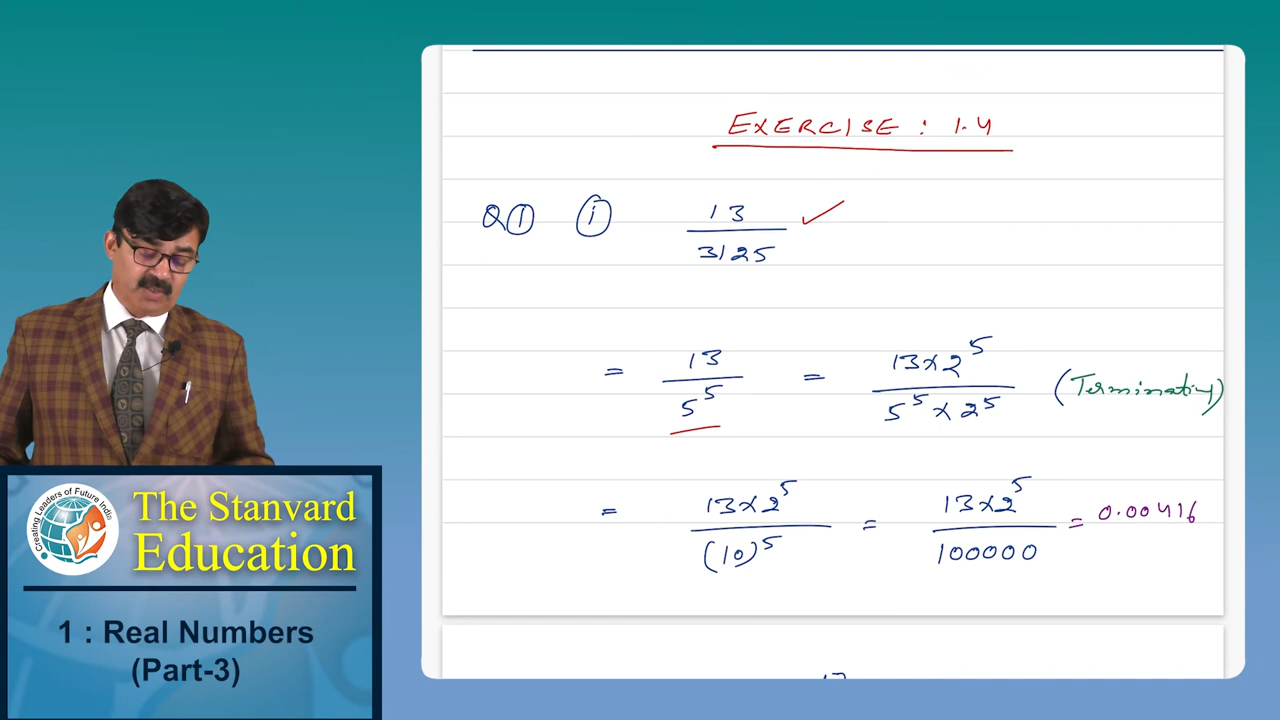 EXERCISE : 1.4
Q① ⓘ 13/3125 ✓
= 13/5^5 = 13×2^5/5^5×2^5 (Terminating)
= 13×2^5/(10)^5 = 13×2^5/100000 = 0.00416
Creating Leaders of Future India
The Stanvard
Education
1 : Real Numbers
(Part-3)